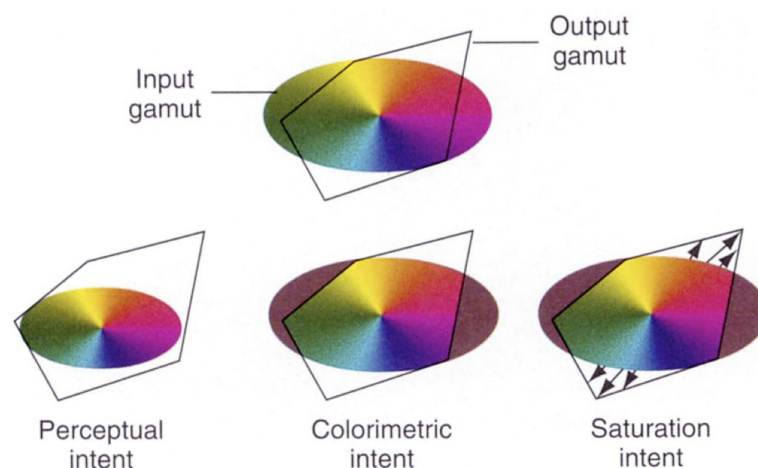 Output
gamut
Input
gamut
Perceptual
intent
Colorimetric
intent
Saturation
intent